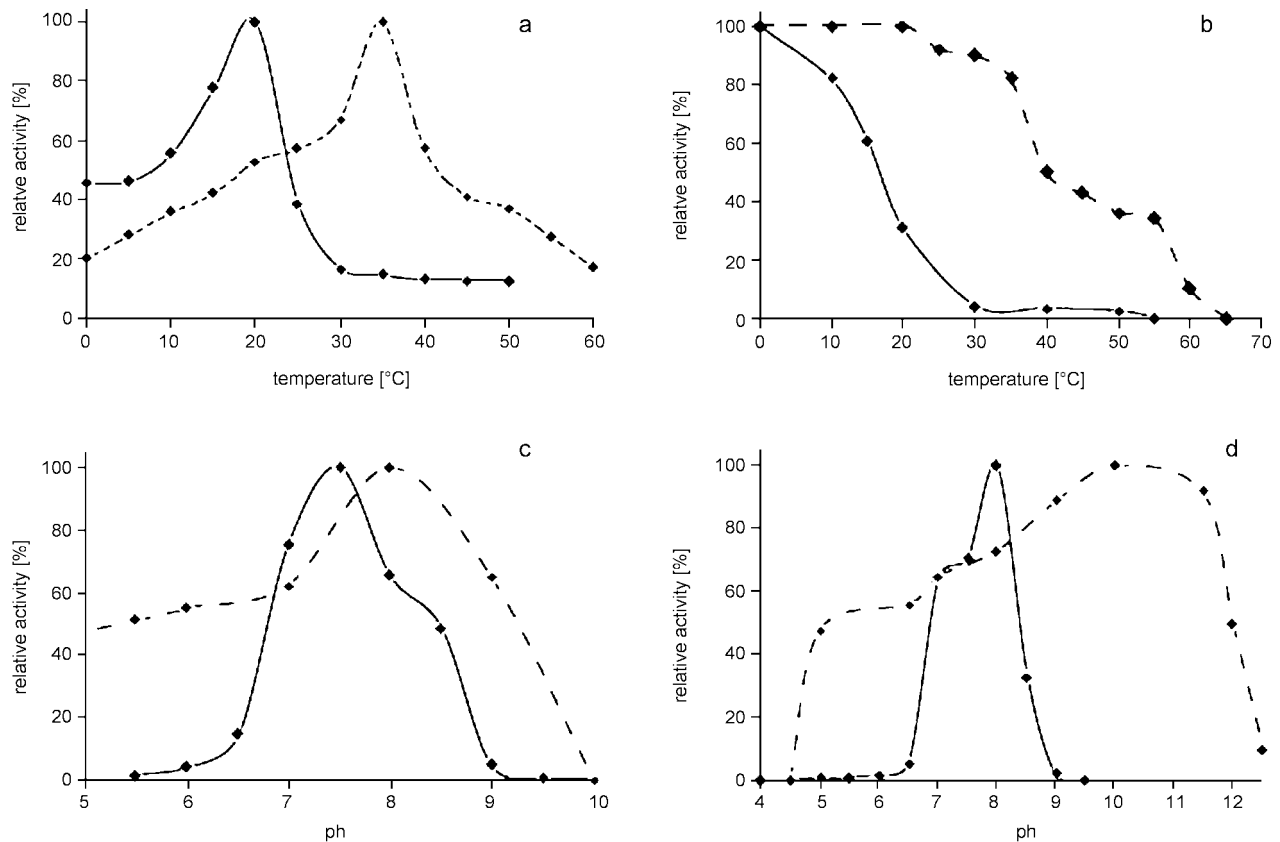 a
relatve activity [%]
100
80
60
40
20
0
0 10 20 30 40 50 60
temperature [°C]
b
relatve activity [%]
100
80
60
40
20
0
0 10 20 30 40 50 60 70
temperature [°C]
c
relative activity [%]
100
80
60
40
20
0
5 6 7 8 9 10
ph
d
relative activity [%]
100
80
60
40
20
0
4 5 6 7 8 9 10 11 12
ph